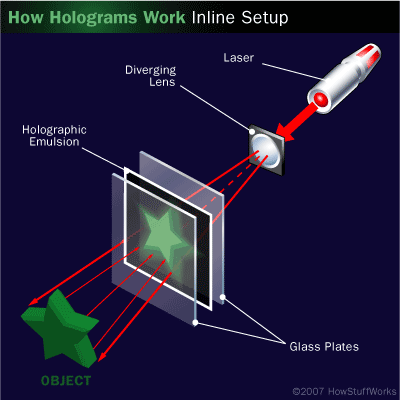 How Holograms Work Inline Setup
Laser
Diverging
Lens
Holographic
Emulsion
Glass Plates
OBJECT
©2007 HowStuffWorks